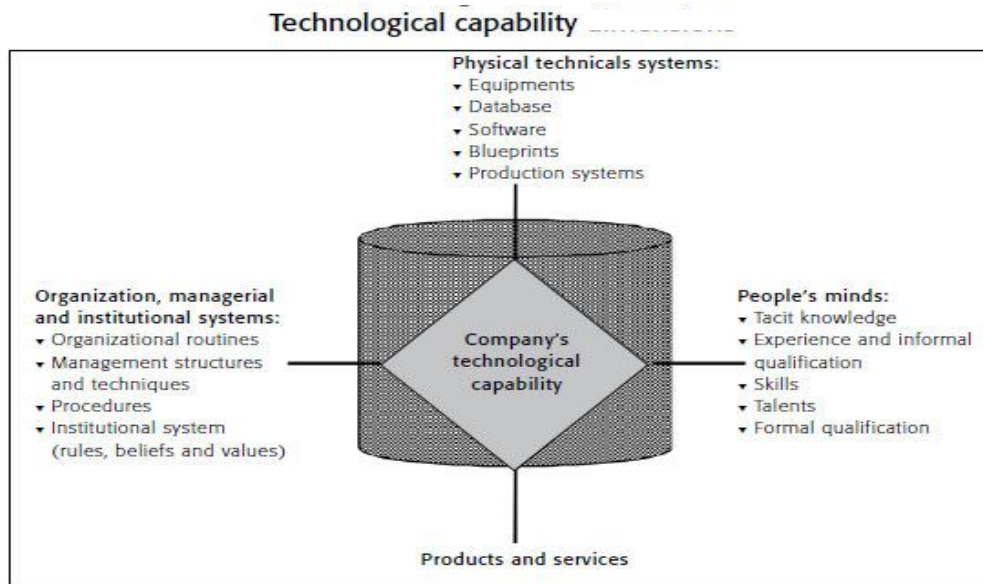 Technological capability
Physical technicals systems:
▾ Equipments
▾ Database
▾ Software
▾ Blueprints
▾ Production systems
Organization, managerial
and institutional systems:
▾ Organizational routines
▾ Management structures
and techniques
▾ Procedures
▾ Institutional system
(rules, beliefs and values)
Company's
technological
capability
People's minds:
▾ Tacit knowledge
▾ Experience and informal
qualification
▾ Skills
▾ Talents
▾ Formal qualification
Products and services